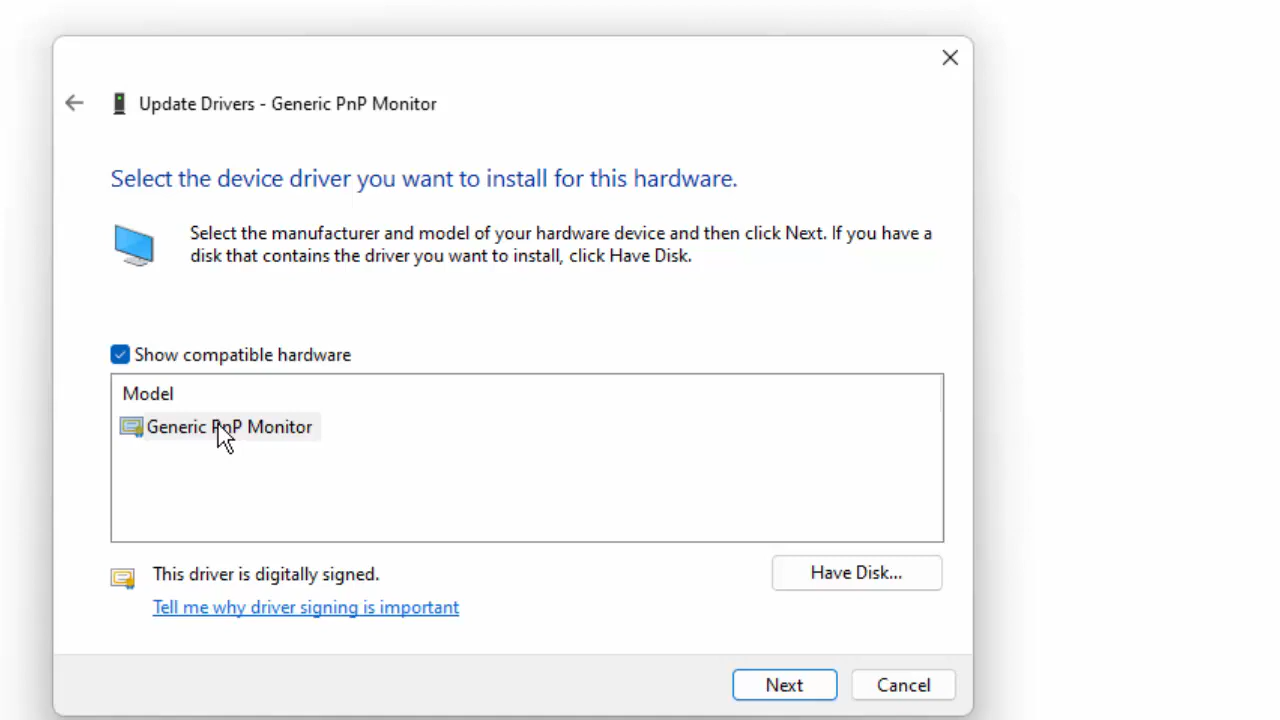 Update Drivers - Generic PnP Monitor
Select the device driver you want to install for this hardware.
Select the manufacturer and model of your hardware device and then click Next. If you have a
disk that contains the driver you want to install, click Have Disk.
Show compatible hardware
Model
Generic PnP Monitor
This driver is digitally signed.
Have Disk...
Tell me why driver signing is important
Next
Cancel